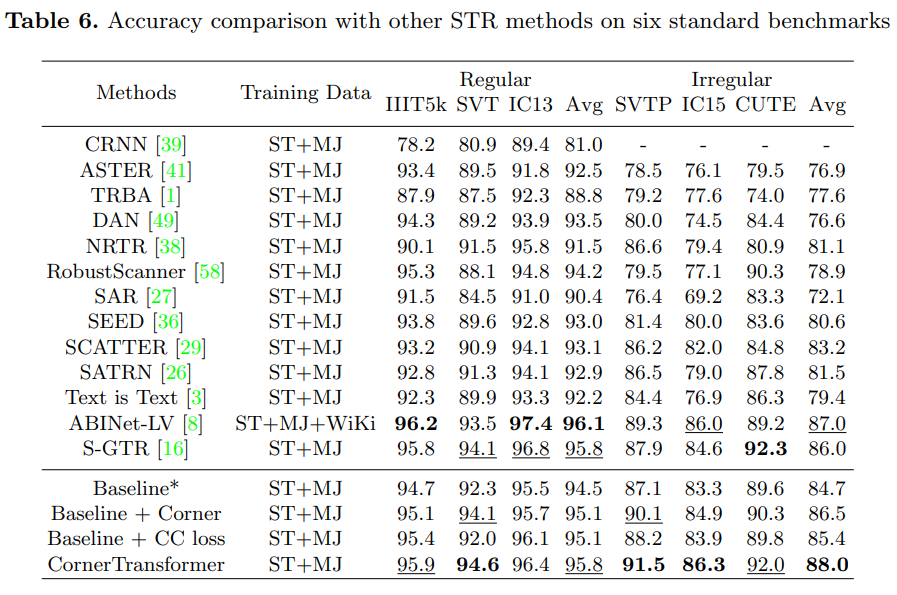 Table 6. Accuracy comparison with other STR methods on six standard benchmarks
Methods Training Data Regular Irregular
IIIT5k SVT IC13 Avg SVTP IC15 CUTE Avg
CRNN [39] ST+MJ 78.2 80.9 89.4 81.0 - - - -
ASTER [41] ST+MJ 93.4 89.5 91.8 92.5 78.5 76.1 79.5 76.9
TRBA [1] ST+MJ 87.9 87.5 92.3 88.8 79.2 77.6 74.0 77.6
DAN [49] ST+MJ 94.3 89.2 93.9 93.5 80.0 74.5 84.4 76.6
NRTR [38] ST+MJ 90.1 91.5 95.8 91.5 86.6 79.4 80.9 81.1
RobustScanner [58] ST+MJ 95.3 88.1 94.8 94.2 79.5 77.1 90.3 78.9
SAR [27] ST+MJ 91.5 84.5 91.0 90.4 76.4 69.2 83.3 72.1
SEED [36] ST+MJ 93.8 89.6 92.8 93.0 81.4 80.0 83.6 80.6
SCATTER [29] ST+MJ 93.2 90.9 94.1 93.1 86.2 82.0 84.8 83.2
SATRN [26] ST+MJ 92.8 91.3 94.1 92.9 86.5 79.0 87.8 81.5
Text is Text [3] ST+MJ 92.3 89.9 93.3 92.2 84.4 76.9 86.3 79.4
ABINet-LV [8] ST+MJ+WiKi 96.2 93.5 97.4 96.1 89.3 86.0 89.2 87.0
S-GTR [16] ST+MJ 95.8 94.1 96.8 95.8 87.9 84.6 92.3 86.0
Baseline* ST+MJ 94.7 92.3 95.5 94.5 87.1 83.3 89.6 84.7
Baseline + Corner ST+MJ 95.1 94.1 95.7 95.1 90.1 84.9 90.3 86.5
Baseline + CC loss ST+MJ 95.4 92.0 96.1 95.1 88.2 83.9 89.8 85.4
CornerTransformer ST+MJ 95.9 94.6 96.4 95.8 91.5 86.3 92.0 88.0